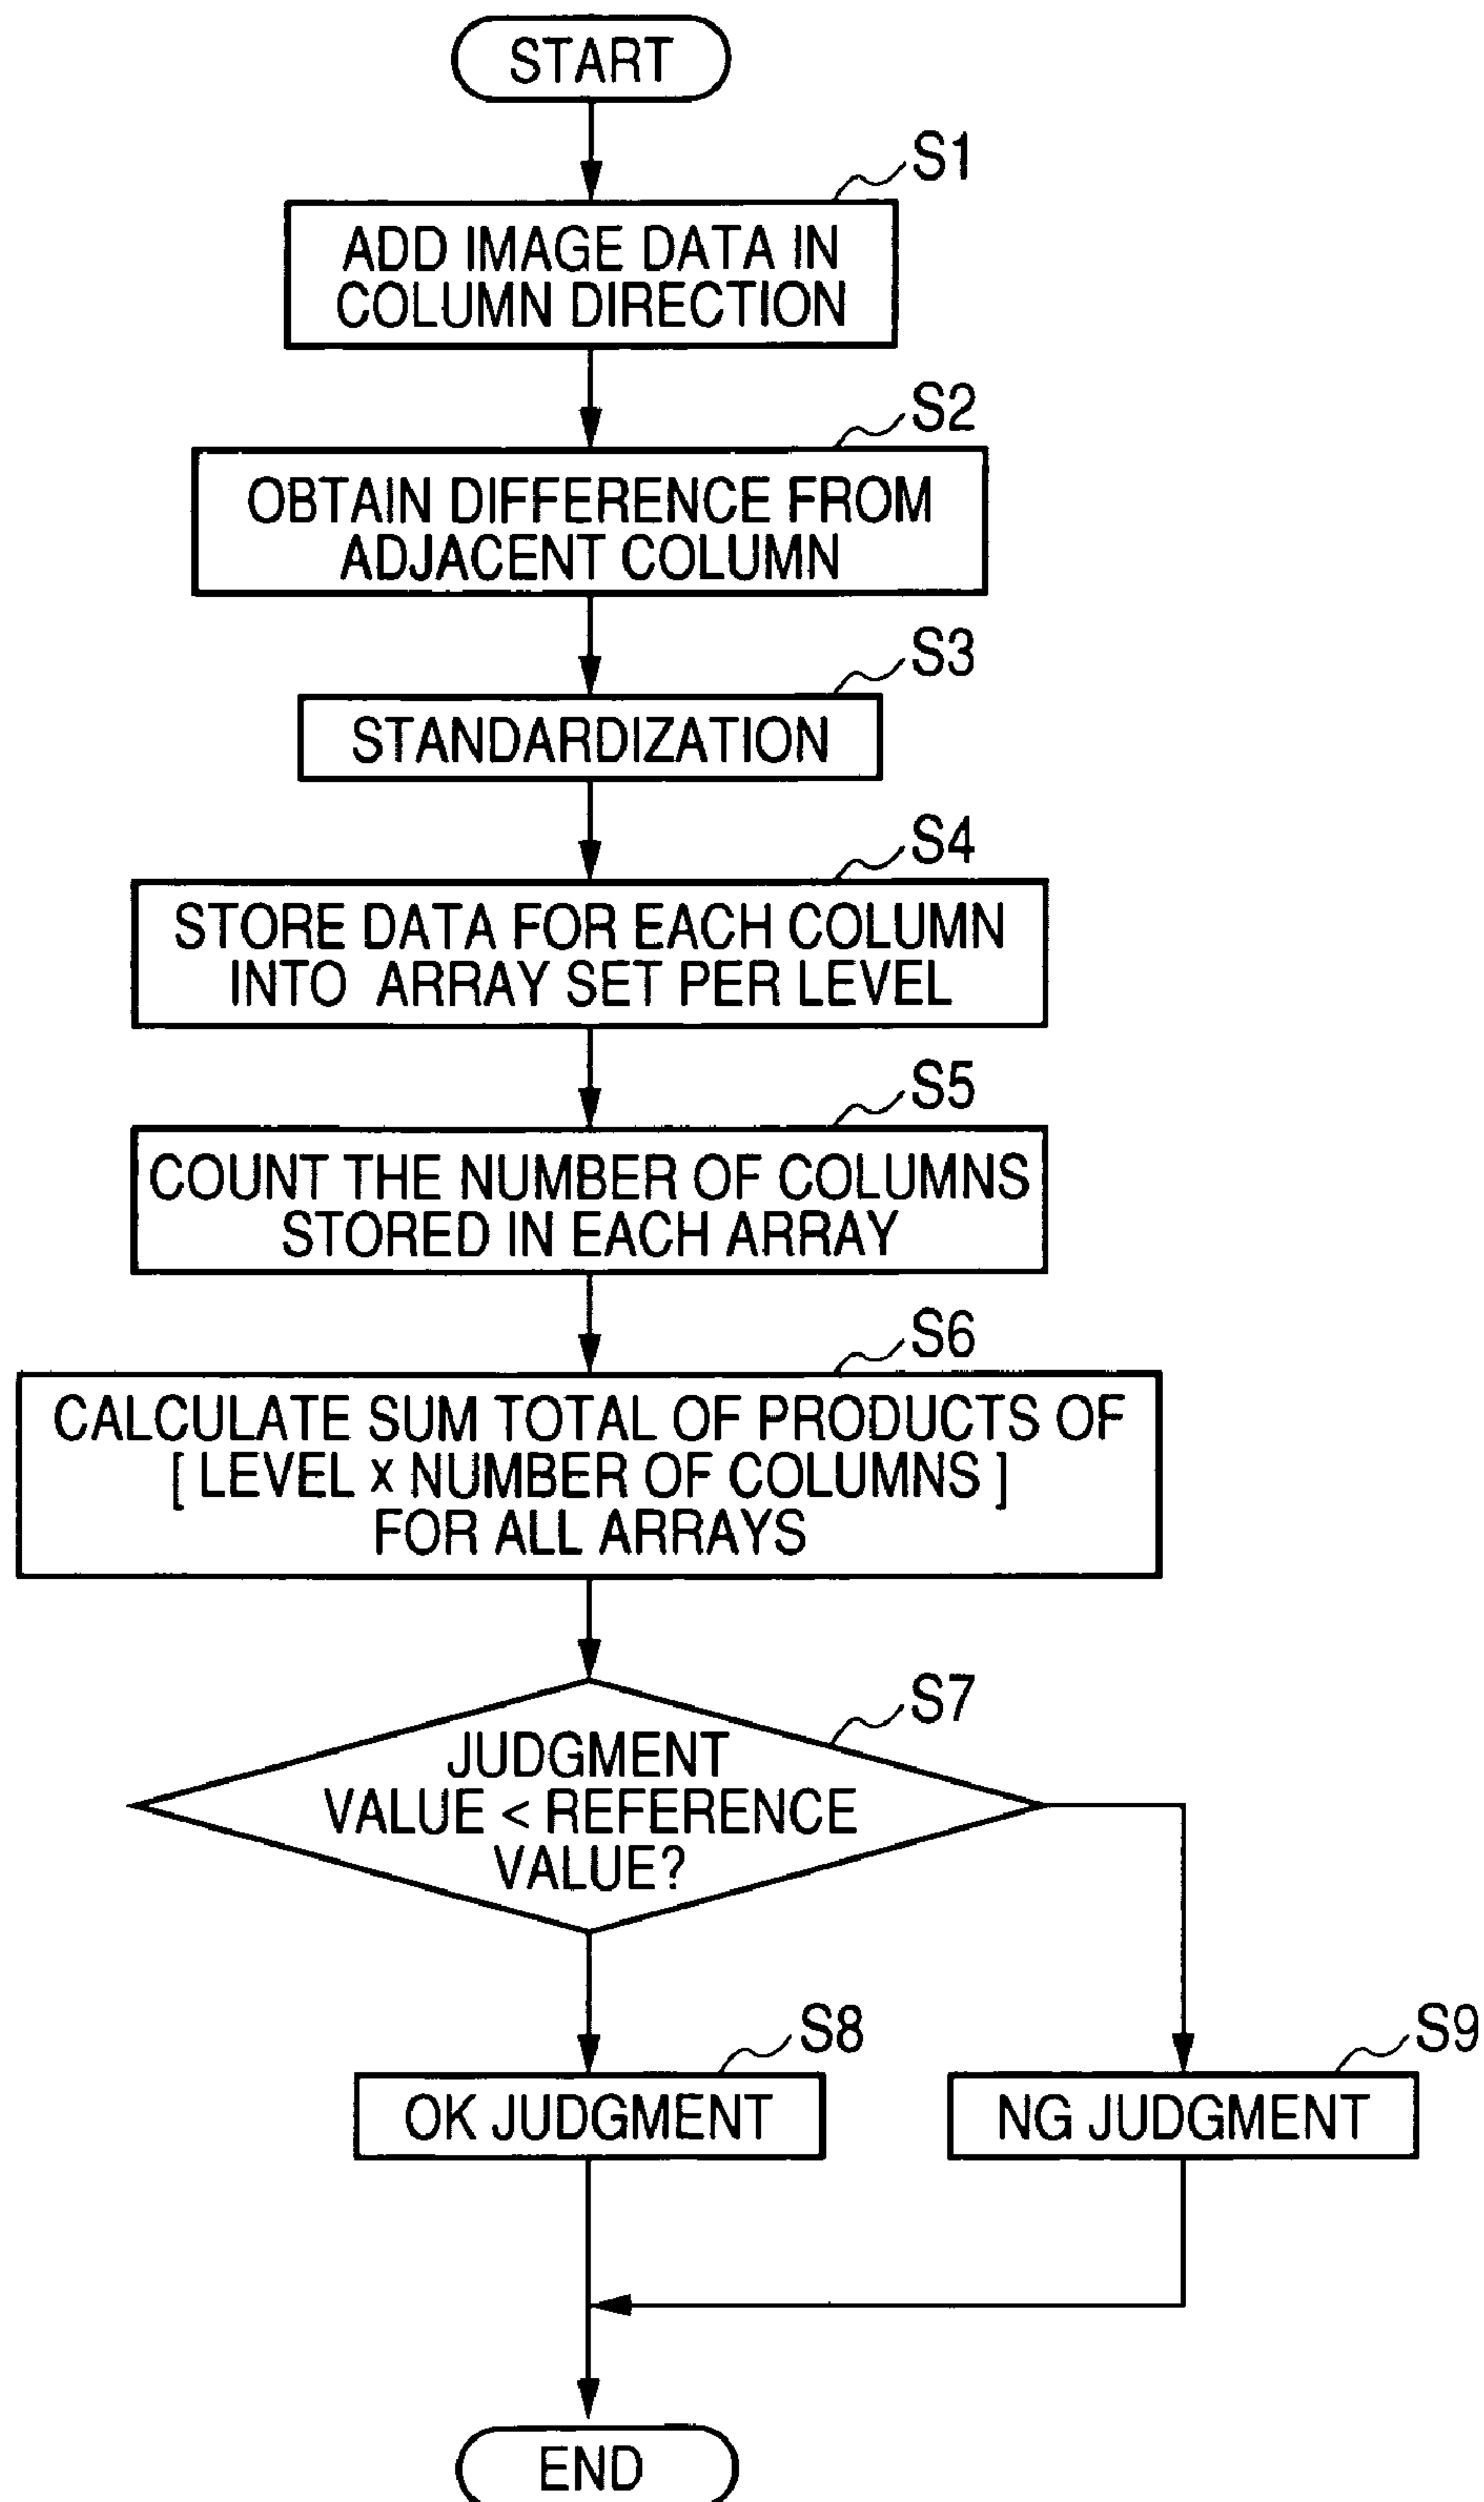 START
S1
ADD IMAGE DATA IN
COLUMN DIRECTION
S2
OBTAIN DIFFERENCE FROM
ADJACENT COLUMN
S3
STANDARDIZATION
S4
STORE DATA FOR EACH COLUMN
INTO ARRAY SET PER LEVEL
S5
COUNT THE NUMBER OF COLUMNS
STORED IN EACH ARRAY
S6
CALCULATE SUM TOTAL OF PRODUCTS OF
[ LEVEL x NUMBER OF COLUMNS ]
FOR ALL ARRAYS
S7
JUDGMENT
VALUE < REFERENCE
VALUE?
S8
OK JUDGMENT
S9
NG JUDGMENT
END